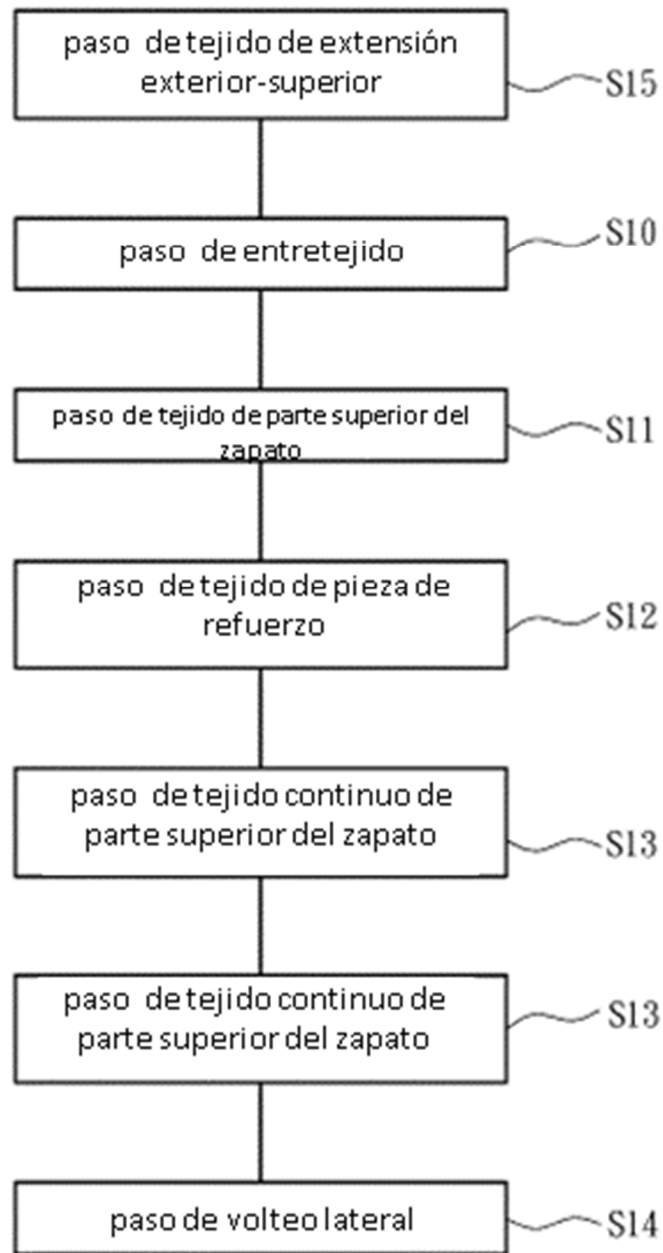 paso de tejido de extensión
exterior-superior
S15
paso de entretejido
S10
paso de tejido de parte superior del
zapato
S11
paso de tejido de pieza de
refuerzo
S12
paso de tejido continuo de
parte superior del zapato
S13
paso de tejido continuo de
parte superior del zapato
S13
paso de volteo lateral
S14